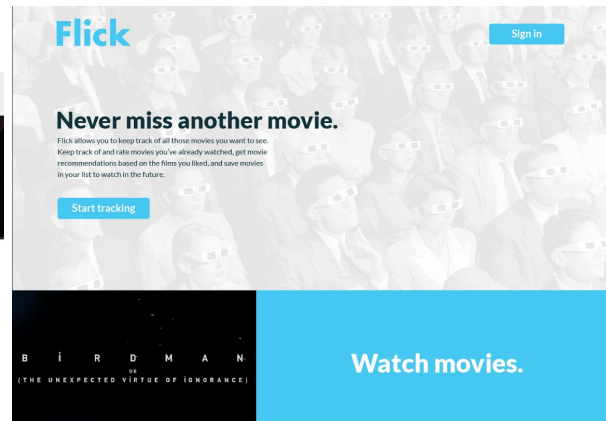 Flick
Sign in
Never miss another movie.
Flick allows you to keep track of all those movies you want to see.
Keep track of and rate movies you've already watched, get movie
recommendations based on the films you liked, and save movies
in your list to watch in the future.
Start tracking
BiRDMAN
OR
(THE UNEXPECTED ViRTUE OF iGNORANCE)
Watch movies.